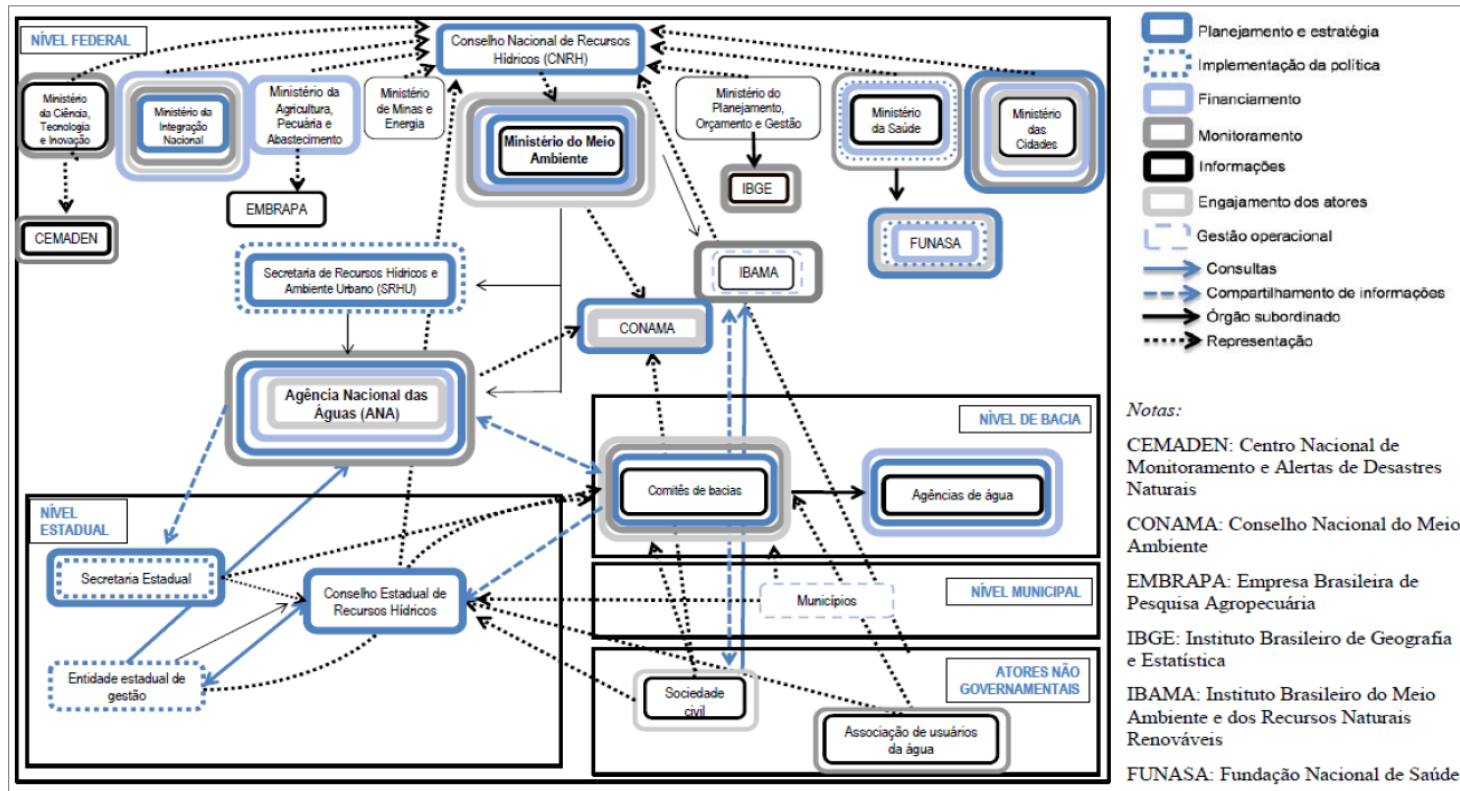 NÍVEL FEDERAL
Conselho Nacional de Recursos
Hídricos (CNRH)
Ministério
da Ciência,
Tecnologia
e Inovação
Ministério da
Integração
Nacional
Ministério da
Agricultura,
Pecuária e
Abastecimento
Ministério
de Minas e
Energia
Ministério do Meio
Ambiente
Ministério do
Planejamento,
Orçamento e Gestão
Ministério
da Saúde
Ministério
das
Cidades
CEMADEN
EMBRAPA
IBGE
FUNASA
Secretaria de Recursos Hídricos e
Ambiente Urbano (SRHU)
IBAMA
CONAMA
Agência Nacional das
Águas (ANA)
NÍVEL DE BACIA
Comitês de bacias
Agências de água
NÍVEL
ESTADUAL
Secretaria Estadual
Conselho Estadual de
Recursos Hídricos
Entidade estadual de
gestão
NÍVEL MUNICIPAL
Municípios
ATORES NÃO
GOVERNAMENTAIS
Sociedade
civil
Associação de usuários
da água
Planejamento e estratégia
Implementação da política
Financiamento
Monitoramento
Informações
Engajamento dos atores
Gestão operacional
Consultas
Compartilhamento de informações
Órgão subordinado
Representação
Notas:
CEMADEN: Centro Nacional de
Monitoramento e Alertas de Desastres
Naturais
CONAMA: Conselho Nacional do Meio
Ambiente
EMBRAPA: Empresa Brasileira de
Pesquisa Agropecuária
IBGE: Instituto Brasileiro de Geografia
e Estatística
IBAMA: Instituto Brasileiro do Meio
Ambiente e dos Recursos Naturais
Renováveis
FUNASA: Fundação Nacional de Saúde